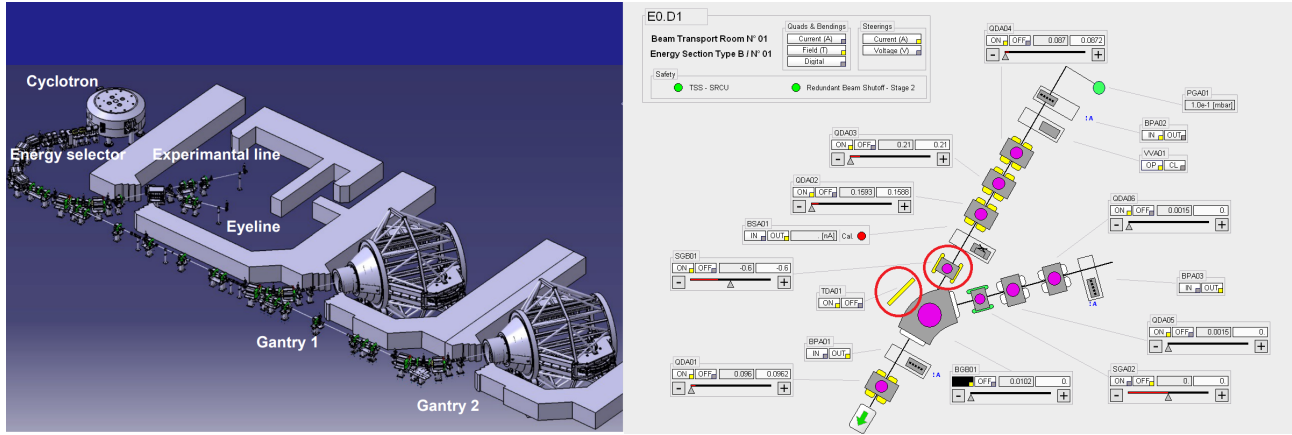 Cyclotron
Energy selector
Experimantal line
Eyeline
Gantry 1
Gantry 2
E0.D1
Beam Transport Room N° 01
Energy Section Type B / N° 01
Quads & Bendings
Current (A)
Field (T)
Digital
Steerings
Current (A)
Voltage (V)
Safety
TSS - SRCU
Redundant Beam Shutoff - Stage 2
QDA04
ON OFF 0.087 0.0872
- +
PGA01
1.0e-1 [mbar]
! A
BPA02
IN OUT
VVA01
OP CL
QDA03
ON OFF 0.21 0.21
- +
QDA02
ON OFF 0.1593 0.1588
- +
QDA06
ON OFF 0.0015 0.
- +
BSA01
IN OUT . [nA] Cal.
SGB01
ON OFF -0.6 -0.6
- +
TDA01
ON OFF
BPA03
IN OUT
! A
QDA05
ON OFF 0.0015 0.
- +
BPA01
IN OUT
! A
QDA01
ON OFF 0.096 0.0962
- +
BGB01
OFF 0.0102 0.
- +
SGA02
ON OFF 0. 0.
- +